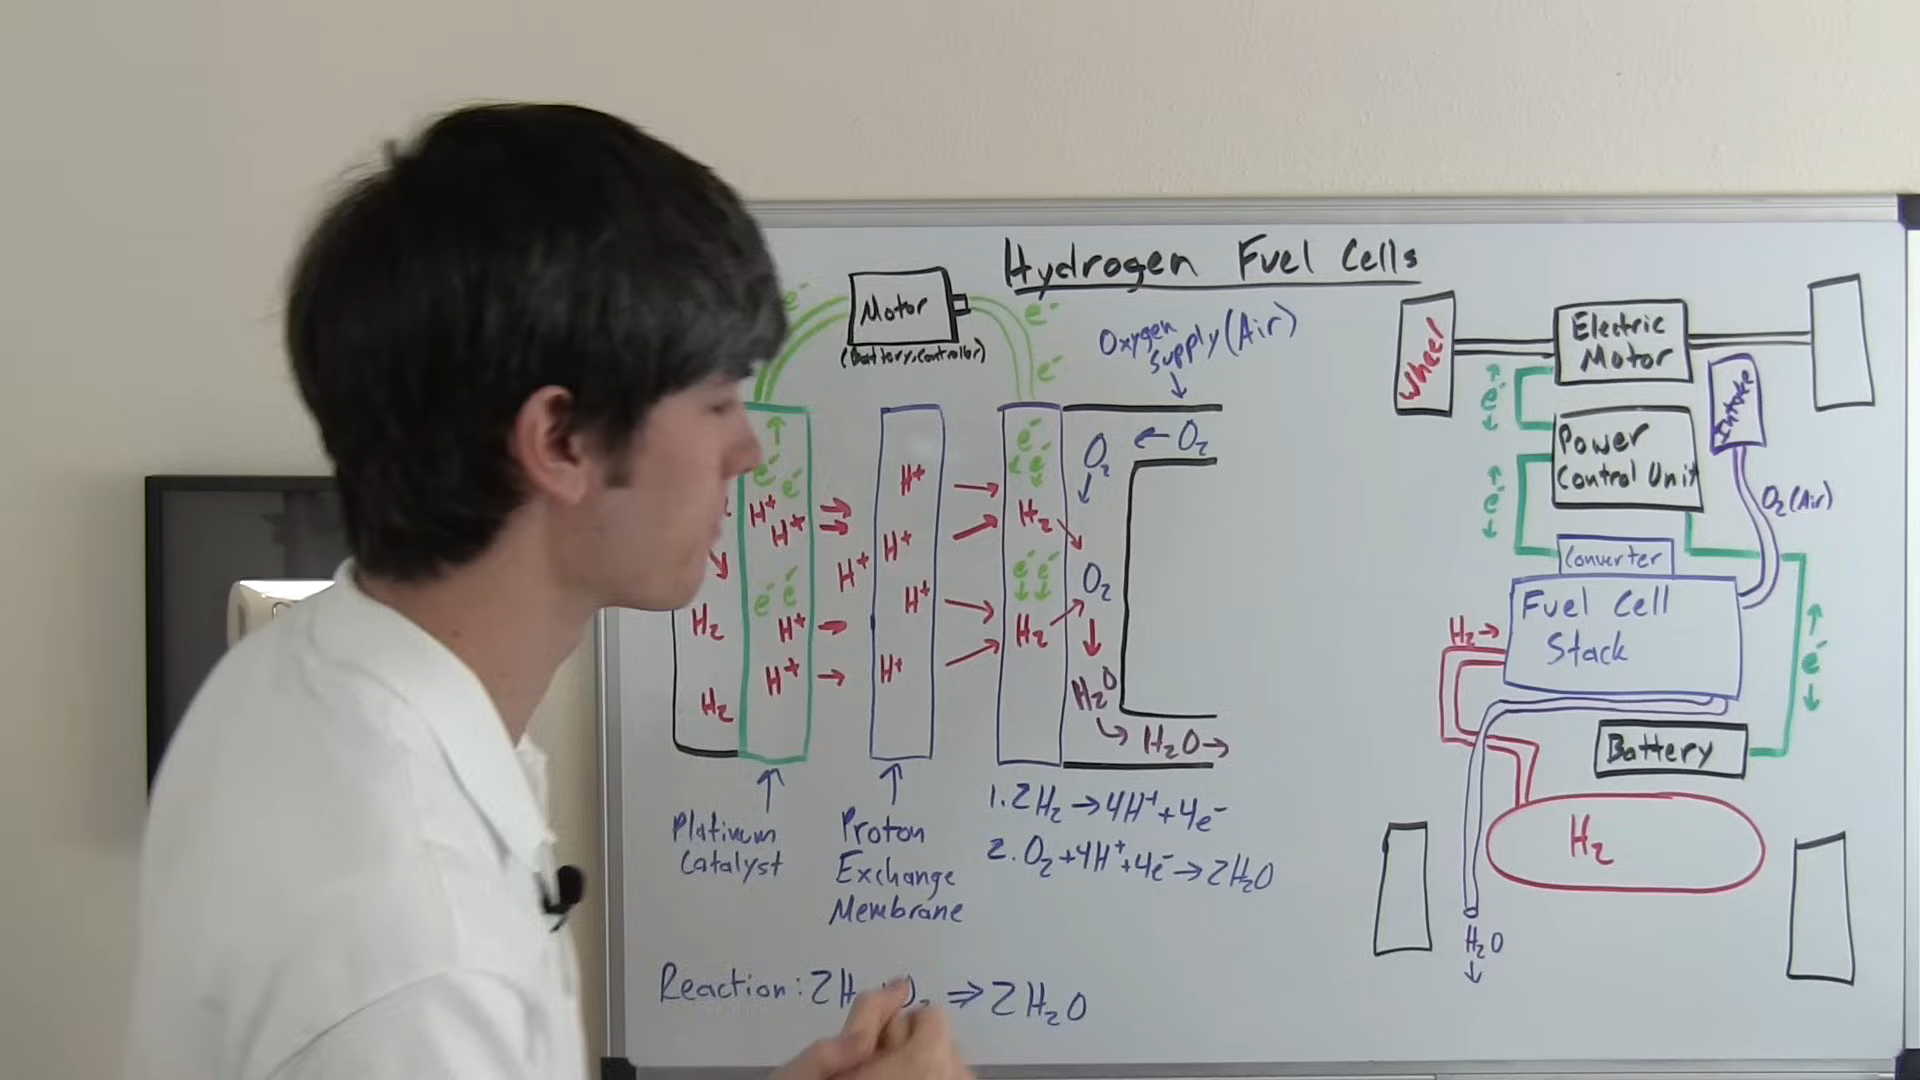 Hydrogen Fuel Cells
Motor
(Battery, Controller)
e-
e-
e-
Oxygen
Supply (Air)
O2
← O2
e-
e-
e-
e-
H+
H+
H+
H+
e-
e-
H+
H+
H+
H+
H+
e-
e-
H2
e-
e-
H2
O2
H2O
H2O →
H2
H2
Platinum
Catalyst
Proton
Exchange
Membrane
1. 2H2 → 4H+ + 4e-
2. O2 + 4H+ + 4e- → 2H2O
Reaction: 2H O2 ⇒ 2H2O
Wheel
Electric
Motor
Intake
e-
Power
Control Unit
e-
O2 (Air)
Converter
Fuel Cell
Stack
H2 →
e-
Battery
H2
H2O